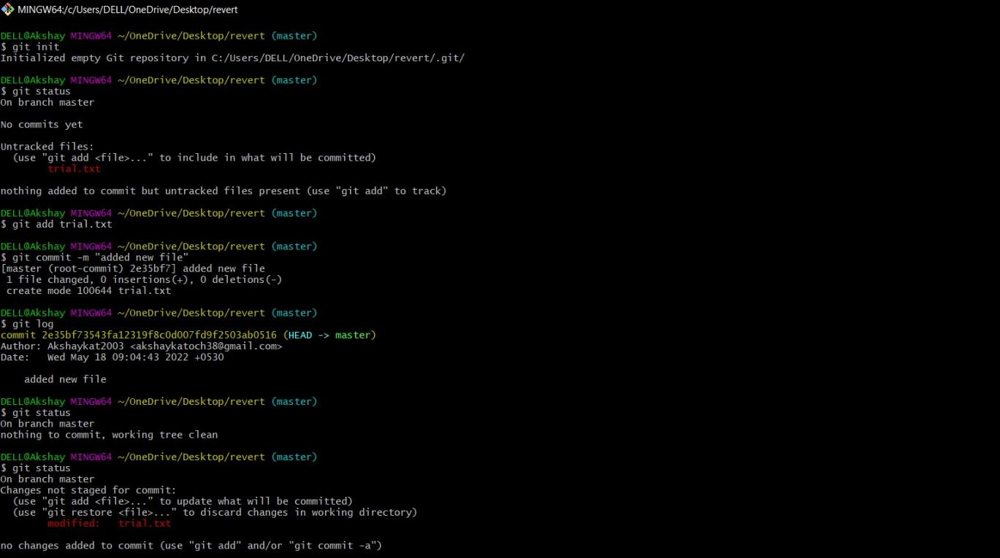 MINGW64:/c/Users/DELL/OneDrive/Desktop/revert
DELL@Akshay MINGW64 ~/OneDrive/Desktop/revert (master)
$ git init
Initialized empty Git repository in C:/Users/DELL/OneDrive/Desktop/revert/.git/
DELL@Akshay MINGW64 ~/OneDrive/Desktop/revert (master)
$ git status
On branch master
No commits yet
Untracked files:
  (use "git add <file>..." to include in what will be committed)
        trial.txt
nothing added to commit but untracked files present (use "git add" to track)
DELL@Akshay MINGW64 ~/OneDrive/Desktop/revert (master)
$ git add trial.txt
DELL@Akshay MINGW64 ~/OneDrive/Desktop/revert (master)
$ git commit -m "added new file"
[master (root-commit) 2e35bf7] added new file
 1 file changed, 0 insertions(+), 0 deletions(-)
 create mode 100644 trial.txt
DELL@Akshay MINGW64 ~/OneDrive/Desktop/revert (master)
$ git log
commit 2e35bf73543fa12319f8c0d007fd9f2503ab0516 (HEAD -> master)
Author: Akshaykat2003 <akshaykatoch38@gmail.com>
Date:   Wed May 18 09:04:43 2022 +0530
    added new file
DELL@Akshay MINGW64 ~/OneDrive/Desktop/revert (master)
$ git status
On branch master
nothing to commit, working tree clean
DELL@Akshay MINGW64 ~/OneDrive/Desktop/revert (master)
$ git status
On branch master
Changes not staged for commit:
  (use "git add <file>..." to update what will be committed)
  (use "git restore <file>..." to discard changes in working directory)
        modified:   trial.txt
no changes added to commit (use "git add" and/or "git commit -a")